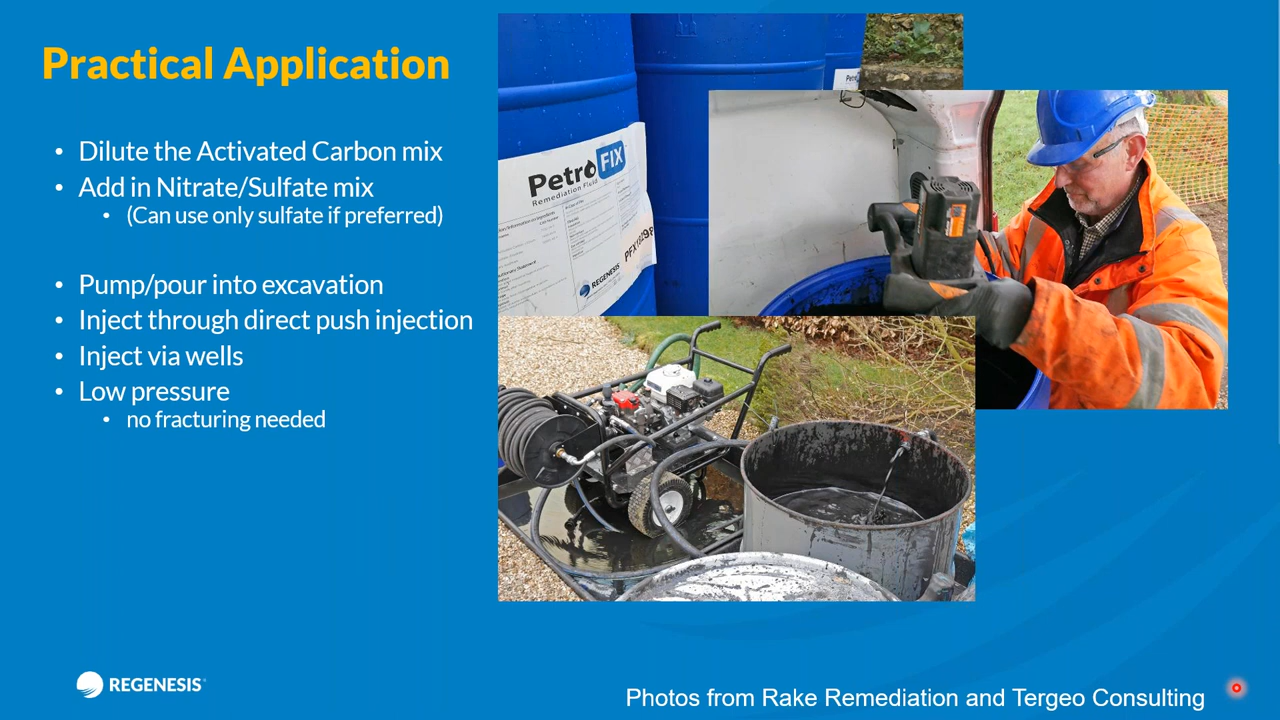 Practical Application
• Dilute the Activated Carbon mix
• Add in Nitrate/Sulfate mix
• (Can use only sulfate if preferred)
• Pump/pour into excavation
• Inject through direct push injection
• Inject via wells
• Low pressure
• no fracturing needed
Petro FIX
Remediation Fluid
REGENESIS
REGENESIS
Photos from Rake Remediation and Tergeo Consulting